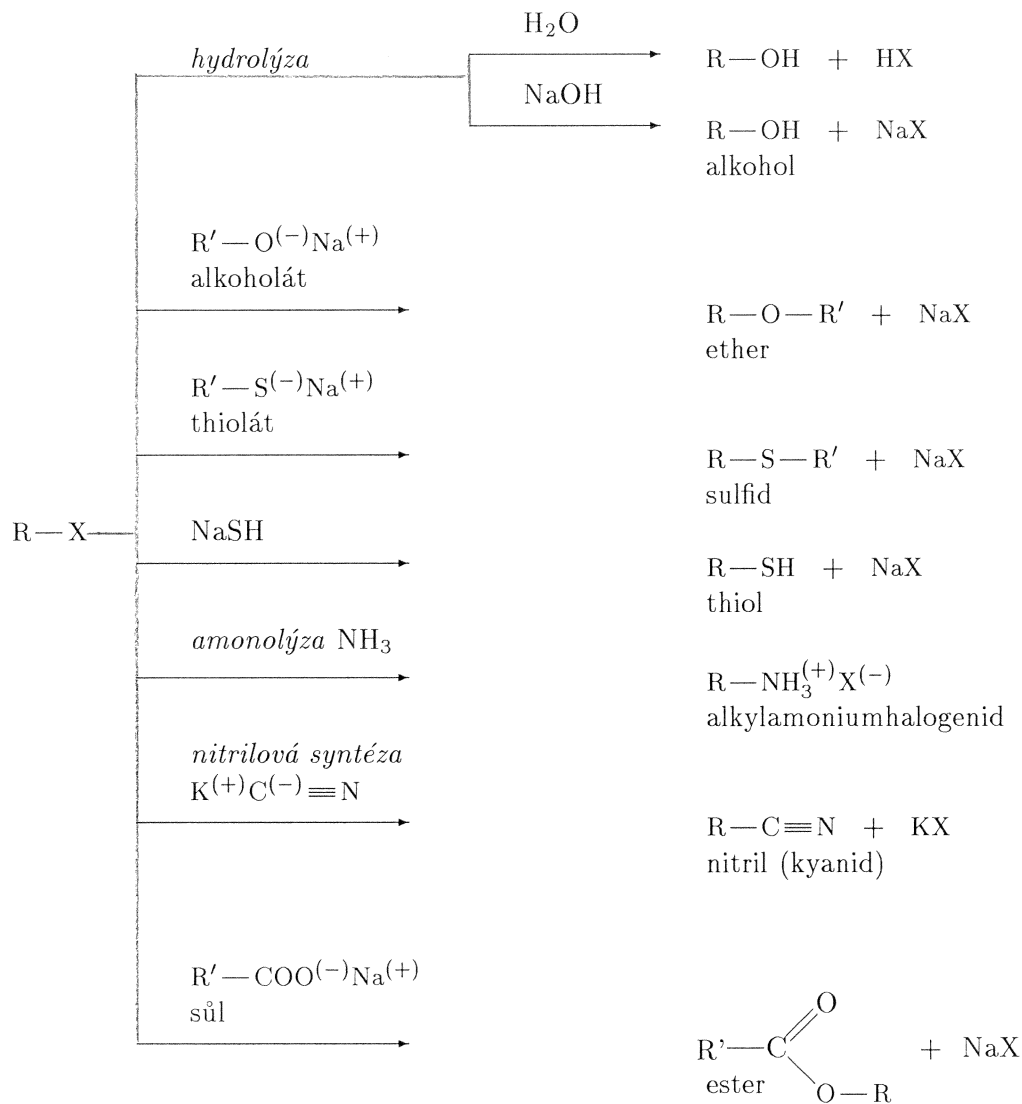 H₂O
hydrolýza
R—OH + HX
NaOH
R—OH + NaX
alkohol
R′—O⁽⁻⁾Na⁽⁺⁾
alkoholát
R—O—R′ + NaX
ether
R′—S⁽⁻⁾Na⁽⁺⁾
thiolát
R—S—R′ + NaX
sulfid
R—X
NaSH
R—SH + NaX
thiol
amonolýza NH₃
R—NH₃⁽⁺⁾X⁽⁻⁾
alkylamoniumhalogenid
nitrilová syntéza
K⁽⁺⁾C⁽⁻⁾≡N
R—C≡N + KX
nitril (kyanid)
R′—COO⁽⁻⁾Na⁽⁺⁾
sůl
O
R'—C + NaX
ester
O—R